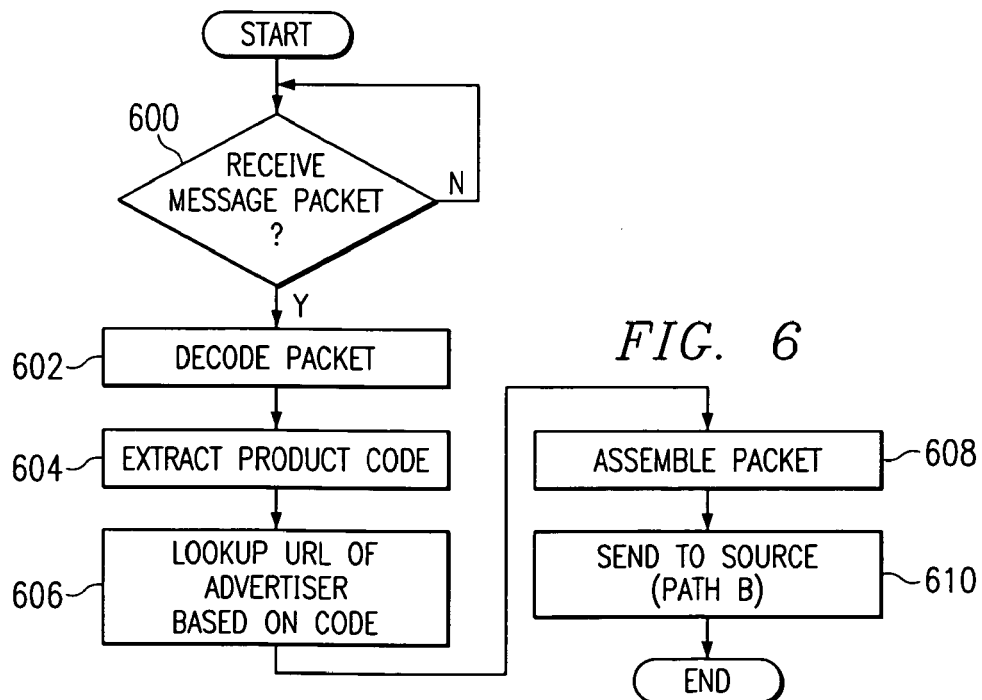 START
600
RECEIVE
MESSAGE PACKET
?
N
Y
602
DECODE PACKET
604
EXTRACT PRODUCT CODE
606
LOOKUP URL OF
ADVERTISER
BASED ON CODE
FIG. 6
ASSEMBLE PACKET
608
SEND TO SOURCE
(PATH B)
610
END